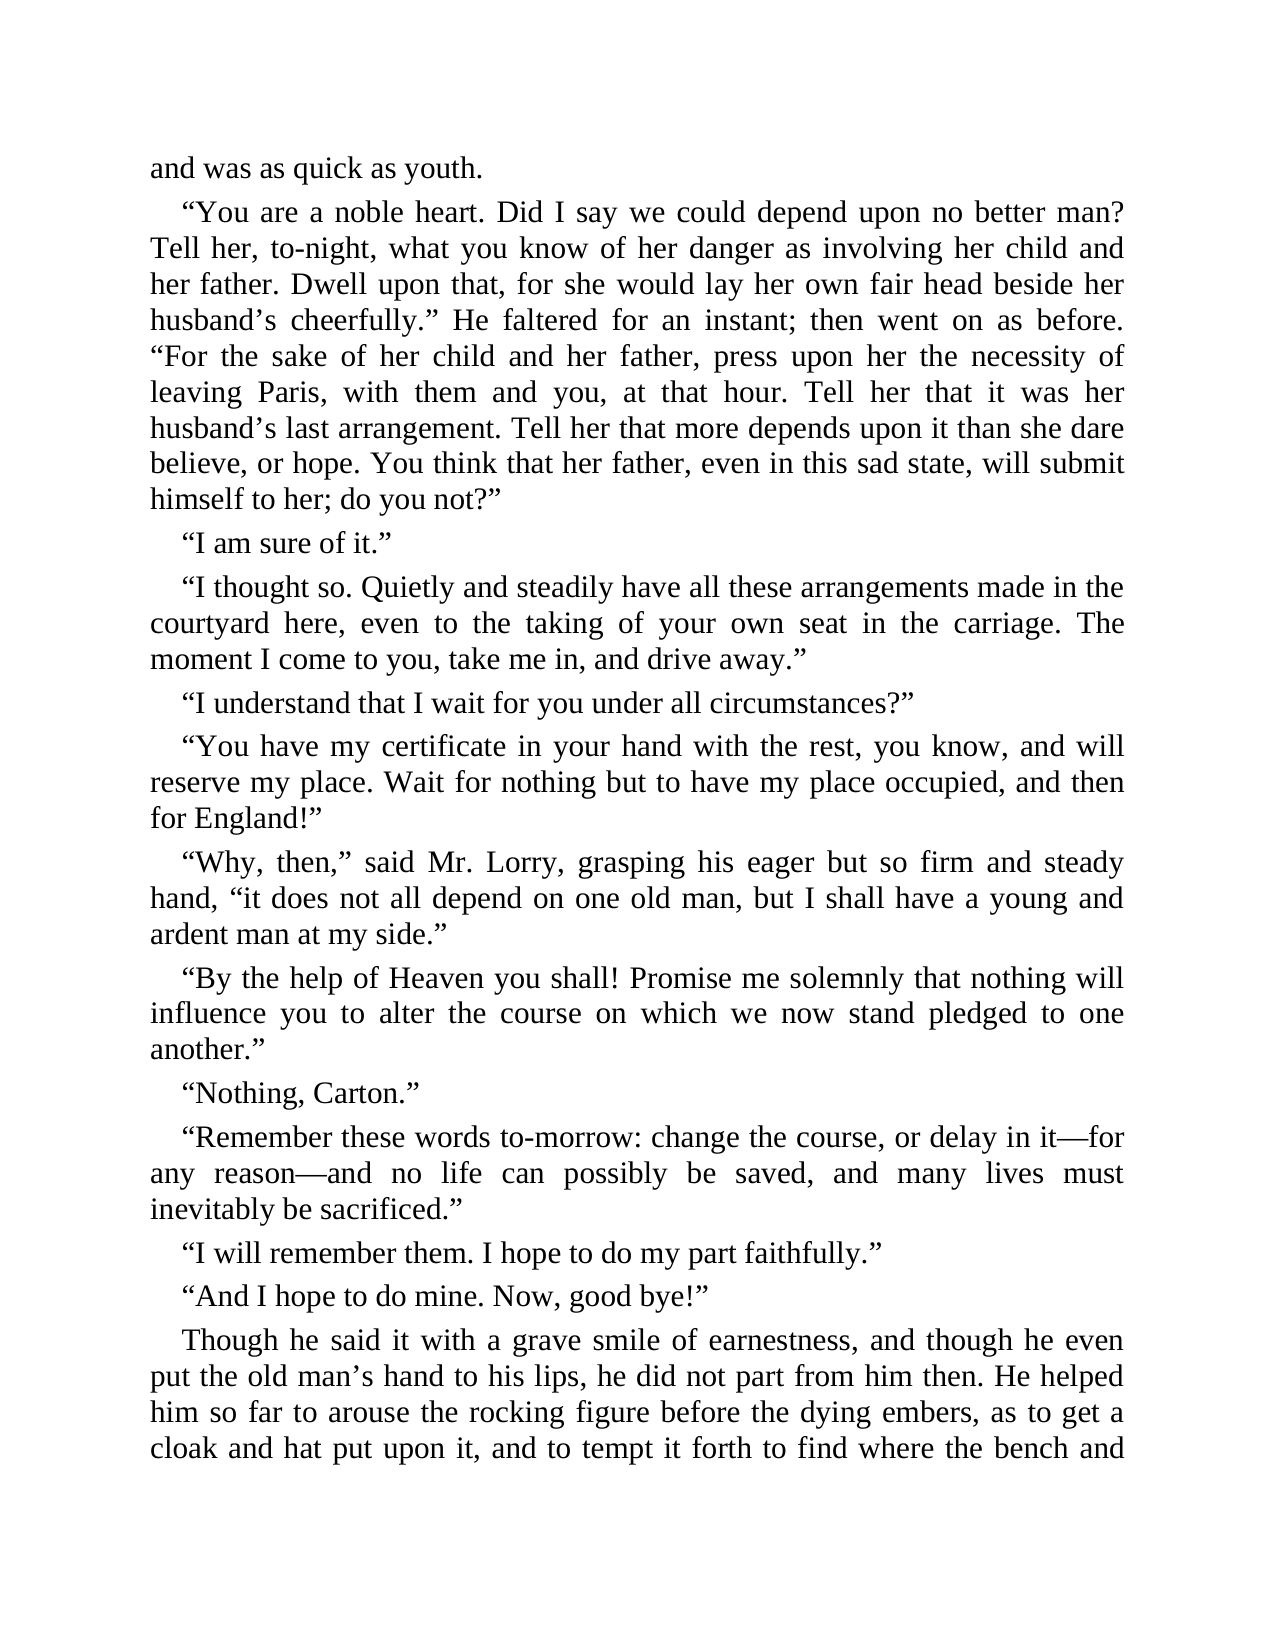 and was as quick as youth.
“You are a noble heart. Did I say we could depend upon no better man?
Tell her, to-night, what you know of her danger as involving her child and
her father. Dwell upon that, for she would lay her own fair head beside her
husband’s cheerfully.” He faltered for an instant; then went on as before.
“For the sake of her child and her father, press upon her the necessity of
leaving Paris, with them and you, at that hour. Tell her that it was her
husband’s last arrangement. Tell her that more depends upon it than she dare
believe, or hope. You think that her father, even in this sad state, will submit
himself to her; do you not?”
“I am sure of it.”
“I thought so. Quietly and steadily have all these arrangements made in the
courtyard here, even to the taking of your own seat in the carriage. The
moment I come to you, take me in, and drive away.”
“I understand that I wait for you under all circumstances?”
“You have my certificate in your hand with the rest, you know, and will
reserve my place. Wait for nothing but to have my place occupied, and then
for England!”
“Why, then,” said Mr. Lorry, grasping his eager but so firm and steady
hand, “it does not all depend on one old man, but I shall have a young and
ardent man at my side.”
“By the help of Heaven you shall! Promise me solemnly that nothing will
influence you to alter the course on which we now stand pledged to one
another.”
“Nothing, Carton.”
“Remember these words to-morrow: change the course, or delay in it—for
any reason—and no life can possibly be saved, and many lives must
inevitably be sacrificed.”
“I will remember them. I hope to do my part faithfully.”
“And I hope to do mine. Now, good bye!”
Though he said it with a grave smile of earnestness, and though he even
put the old man’s hand to his lips, he did not part from him then. He helped
him so far to arouse the rocking figure before the dying embers, as to get a
cloak and hat put upon it, and to tempt it forth to find where the bench and